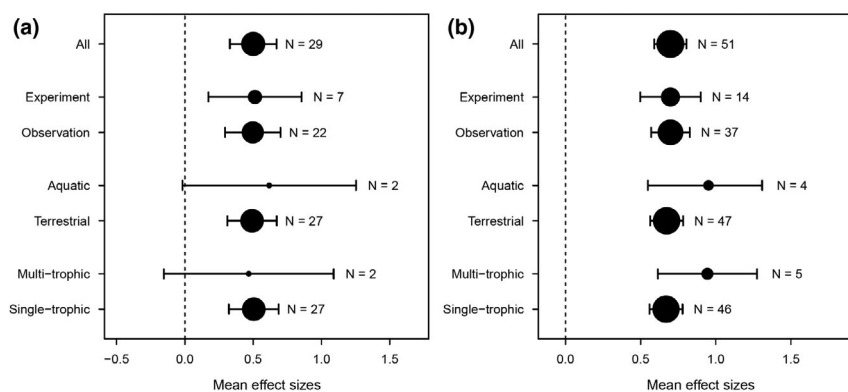 (a)
All
N = 29
Experiment
N = 7
Observation
N = 22
Aquatic
N = 2
Terrestrial
N = 27
Multi−trophic
N = 2
Single−trophic
N = 27
−0.5 0.0 0.5 1.0 1.5
Mean effect sizes
(b)
All
N = 51
Experiment
N = 14
Observation
N = 37
Aquatic
N = 4
Terrestrial
N = 47
Multi−trophic
N = 5
Single−trophic
N = 46
0.0 0.5 1.0 1.5
Mean effect sizes